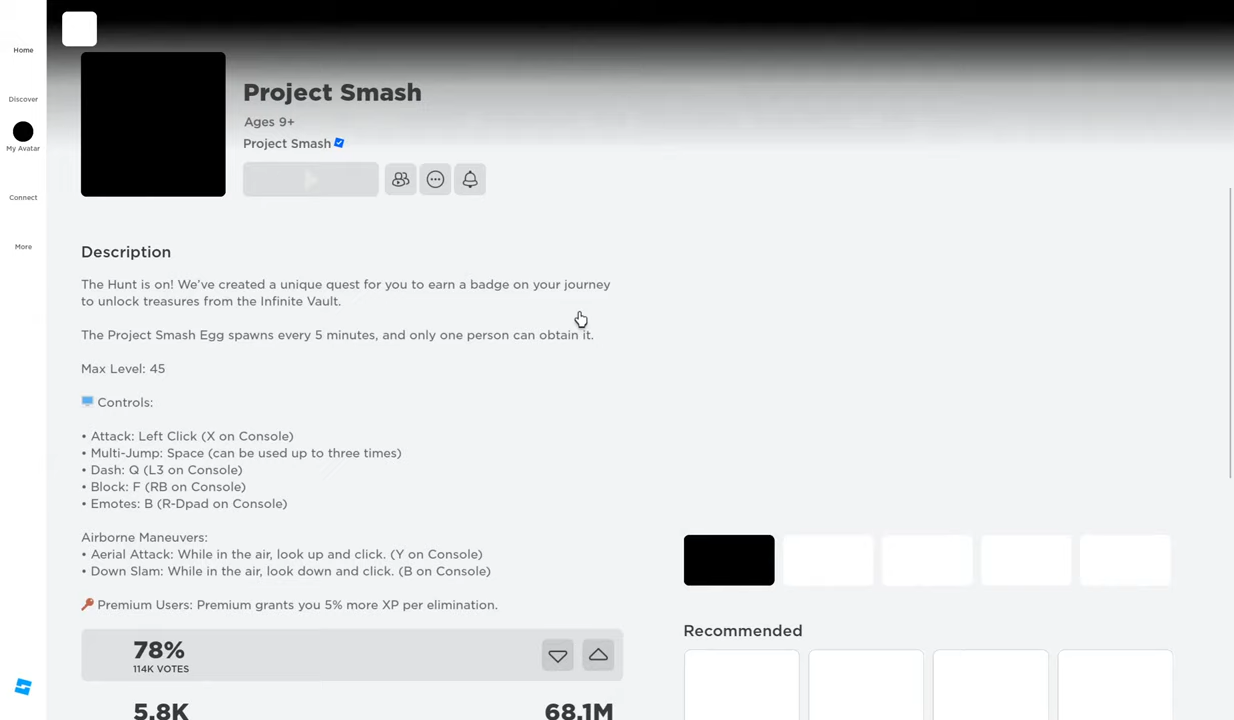 Home
Discover
My Avatar
Connect
More
Project Smash
Ages 9+
Project Smash
Description
The Hunt is on! We've created a unique quest for you to earn a badge on your journey
to unlock treasures from the Infinite Vault.
The Project Smash Egg spawns every 5 minutes, and only one person can obtain it.
Max Level: 45
Controls:
• Attack: Left Click (X on Console)
• Multi-Jump: Space (can be used up to three times)
• Dash: Q (L3 on Console)
• Block: F (RB on Console)
• Emotes: B (R-Dpad on Console)
Airborne Maneuvers:
• Aerial Attack: While in the air, look up and click. (Y on Console)
• Down Slam: While in the air, look down and click. (B on Console)
Premium Users: Premium grants you 5% more XP per elimination.
78%
114K VOTES
5.8K
68.1M
Recommended